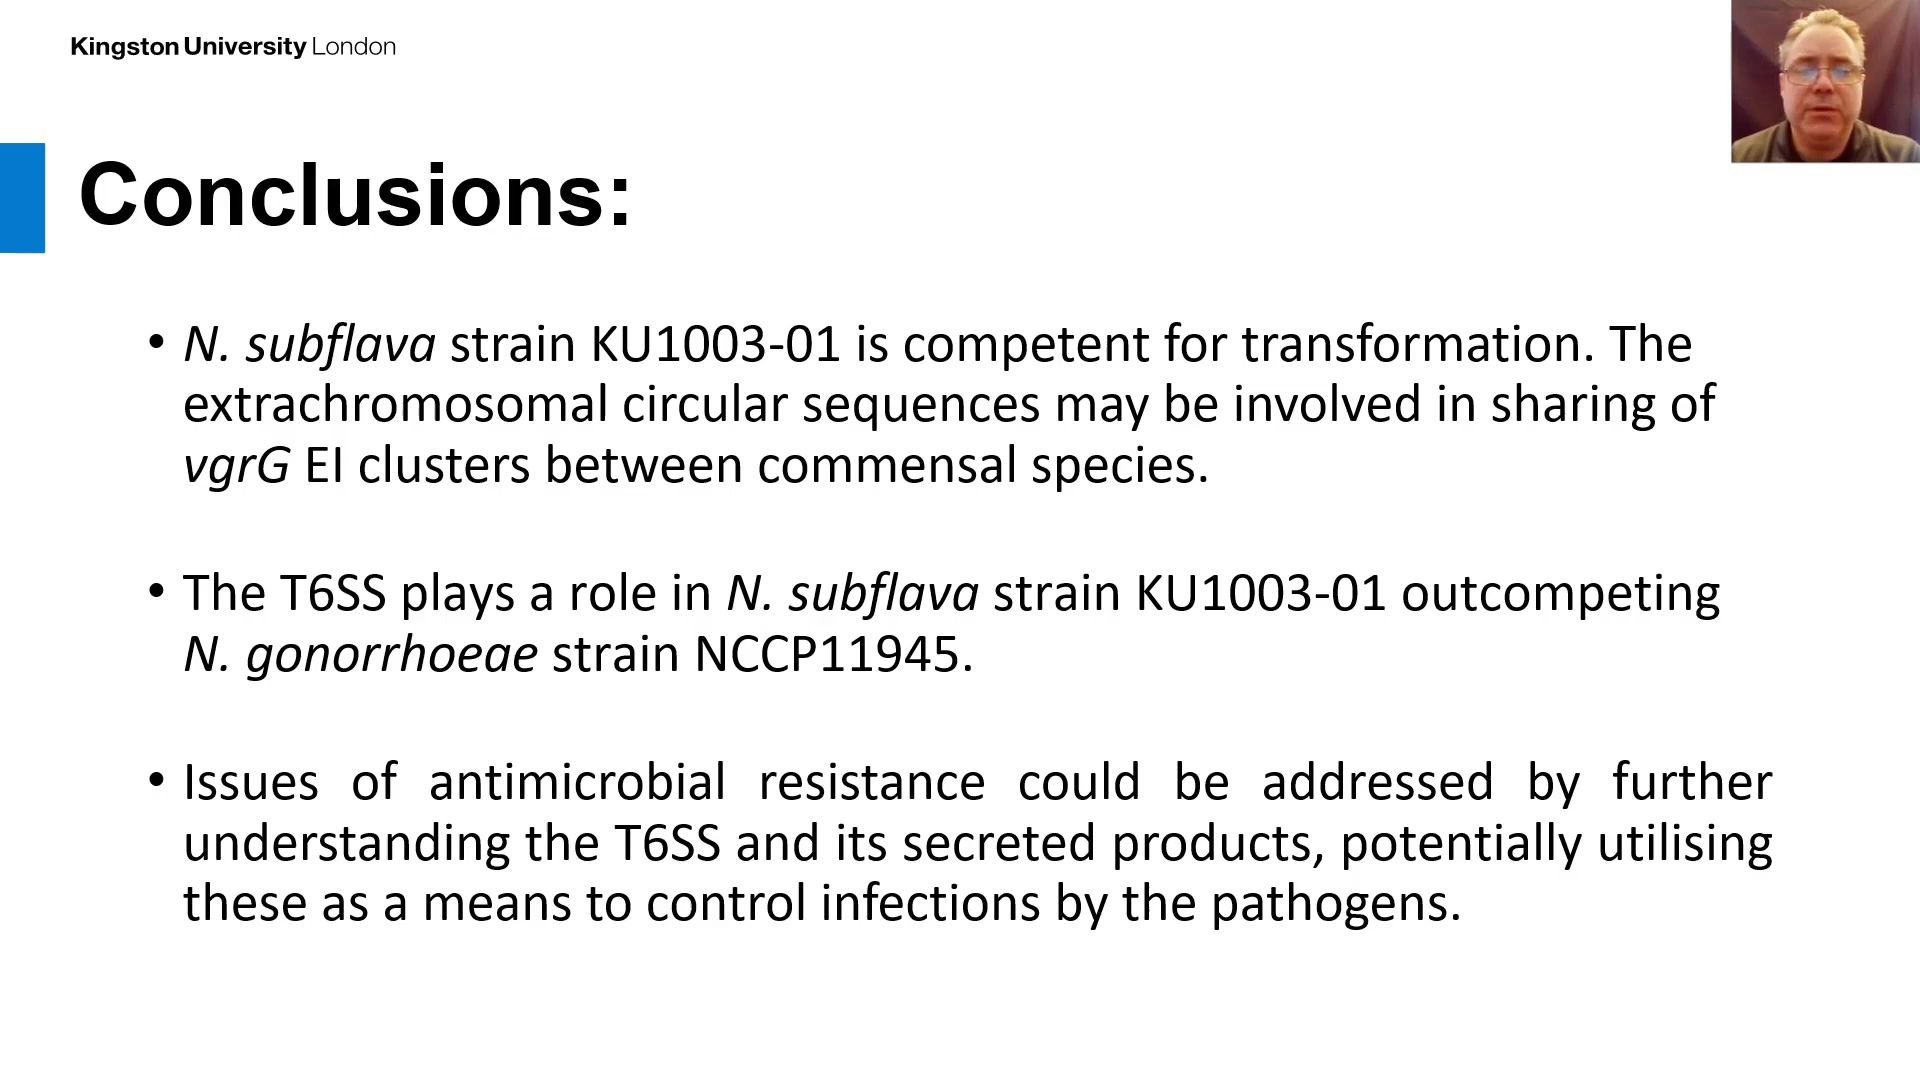 Kingston University London
Conclusions:
• N. subflava strain KU1003-01 is competent for transformation. The
extrachromosomal circular sequences may be involved in sharing of
vgrG EI clusters between commensal species.
• The T6SS plays a role in N. subflava strain KU1003-01 outcompeting
N. gonorrhoeae strain NCCP11945.
• Issues of antimicrobial resistance could be addressed by further
understanding the T6SS and its secreted products, potentially utilising
these as a means to control infections by the pathogens.